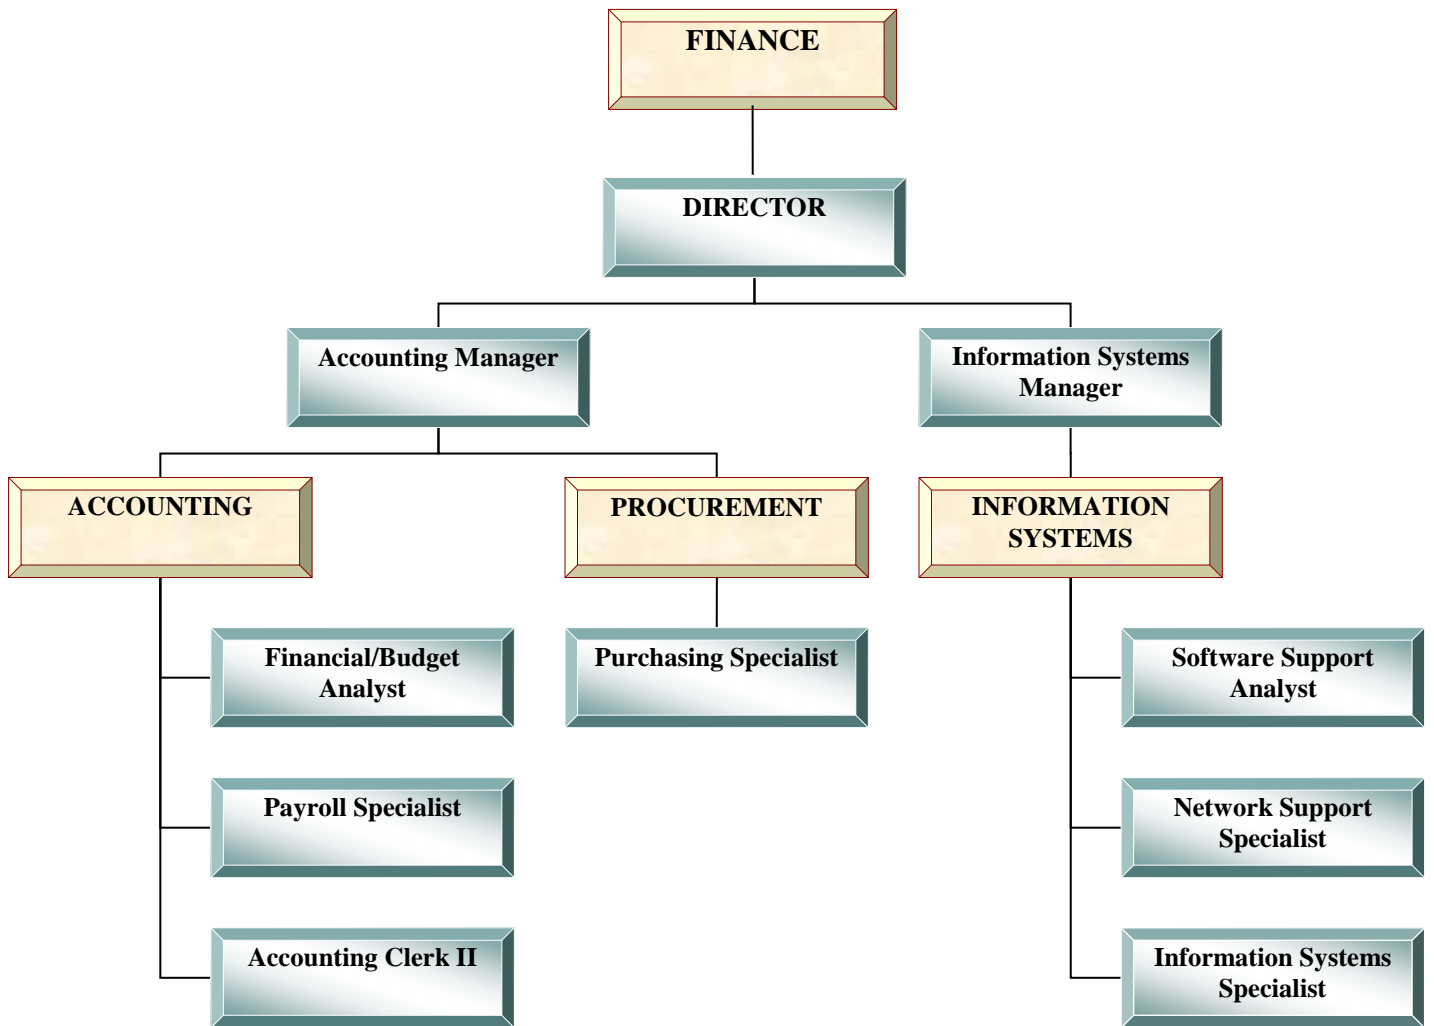 FINANCE
DIRECTOR
Accounting Manager
Information Systems
Manager
ACCOUNTING
PROCUREMENT
INFORMATION
SYSTEMS
Financial/Budget
Analyst
Purchasing Specialist
Software Support
Analyst
Payroll Specialist
Network Support
Specialist
Accounting Clerk II
Information Systems
Specialist